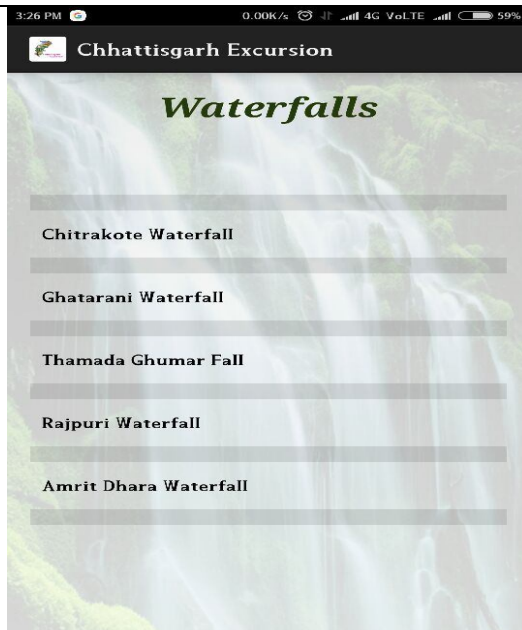 3:26 PM 0.00K/s 4G VoLTE 59%
Chhattisgarh Excursion
Waterfalls
Chitrakote Waterfall
Ghatarani Waterfall
Thamada Ghumar Fall
Rajpuri Waterfall
Amrit Dhara Waterfall